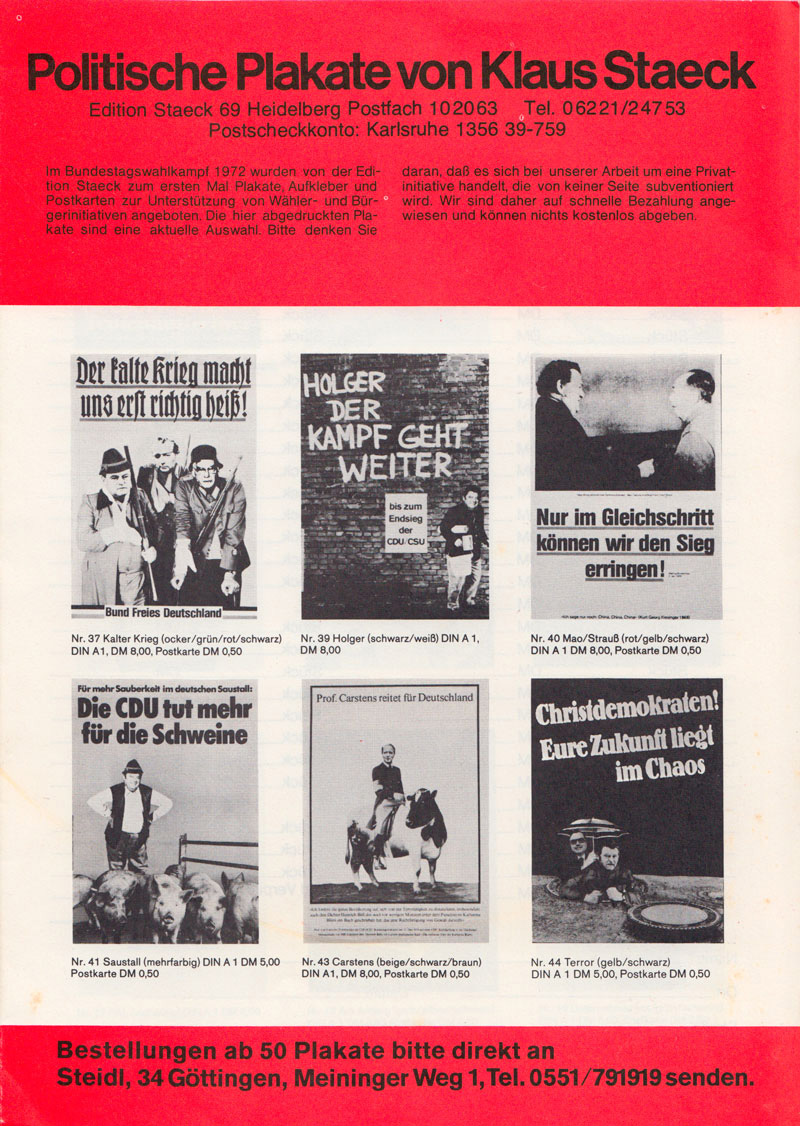 Politische Plakate von Klaus Staeck
Edition Staeck 69 Heidelberg Postfach 102063 Tel. 06221/24753
Postscheckkonto: Karlsruhe 1356 39-759
Im Bundestagswahlkampf 1972 wurden von der Edi-
tion Staeck zum ersten Mal Plakate, Aufkleber und
Postkarten zur Unterstützung von Wähler- und Bür-
gerinitiativen angeboten. Die hier abgedruckten Pla-
kate sind eine aktuelle Auswahl. Bitte denken Sie
daran, daß es sich bei unserer Arbeit um eine Privat-
initiative handelt, die von keiner Seite subventioniert
wird. Wir sind daher auf schnelle Bezahlung ange-
wiesen und können nichts kostenlos abgeben.
Der kalte Krieg macht
uns erst richtig heiß!
Bund Freies Deutschland
Nr. 37 Kalter Krieg (ocker/grün/rot/schwarz)
DIN A1, DM 8,00, Postkarte DM 0,50
HOLGER
DER
KAMPF GEHT
WEITER
bis zum
Endsieg
der
CDU/CSU
Nr. 39 Holger (schwarz/weiß) DIN A 1,
DM 8,00
Nur im Gleichschritt
können wir den Sieg
erringen!
Ich sage nur noch: China, China, China! (Kurt Georg Kiesinger 1969)
Nr. 40 Mao/Strauß (rot/gelb/schwarz)
DIN A 1 DM 8,00, Postkarte DM 0,50
Für mehr Sauberkeit im deutschen Saustall:
Die CDU tut mehr
für die Schweine
Nr. 41 Saustall (mehrfarbig) DIN A 1 DM 5,00
Postkarte DM 0,50
Prof. Carstens reitet für Deutschland
Nr. 43 Carstens (beige/schwarz/braun)
DIN A1, DM 8,00, Postkarte DM 0,50
Christdemokraten!
Eure Zukunft liegt
im Chaos
Nr. 44 Terror (gelb/schwarz)
DIN A 1 DM 5,00, Postkarte DM 0,50
Bestellungen ab 50 Plakate bitte direkt an
Steidl, 34 Göttingen, Meininger Weg 1, Tel. 0551/791919 senden.